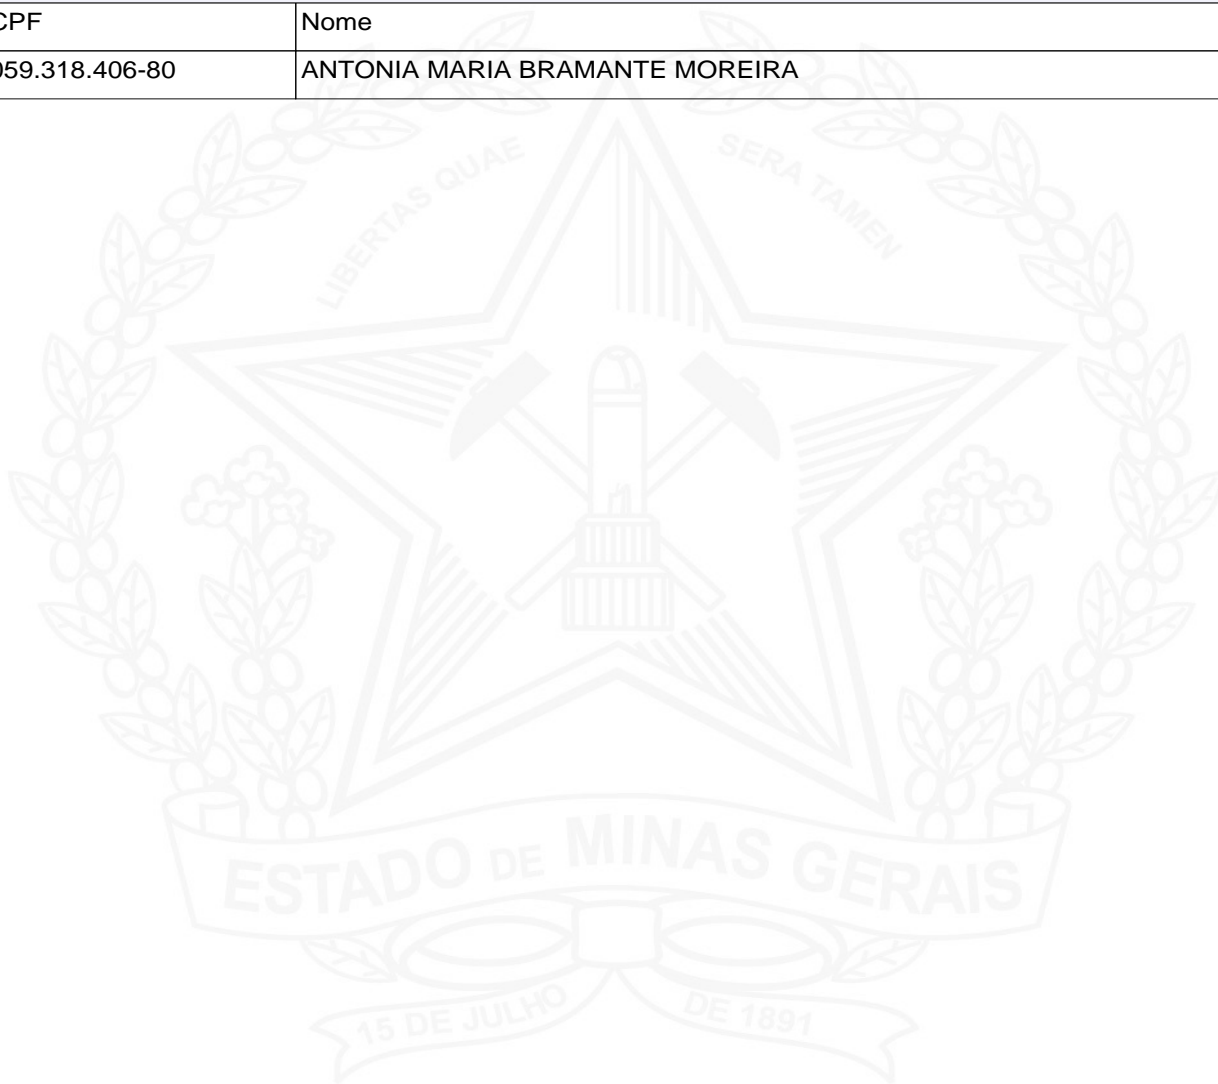 CPF Nome
059.318.406-80 ANTONIA MARIA BRAMANTE MOREIRA
LIBERTAS QUAE SERA TAMEN
ESTADO DE MINAS GERAIS
15 DE JULHO DE 1891